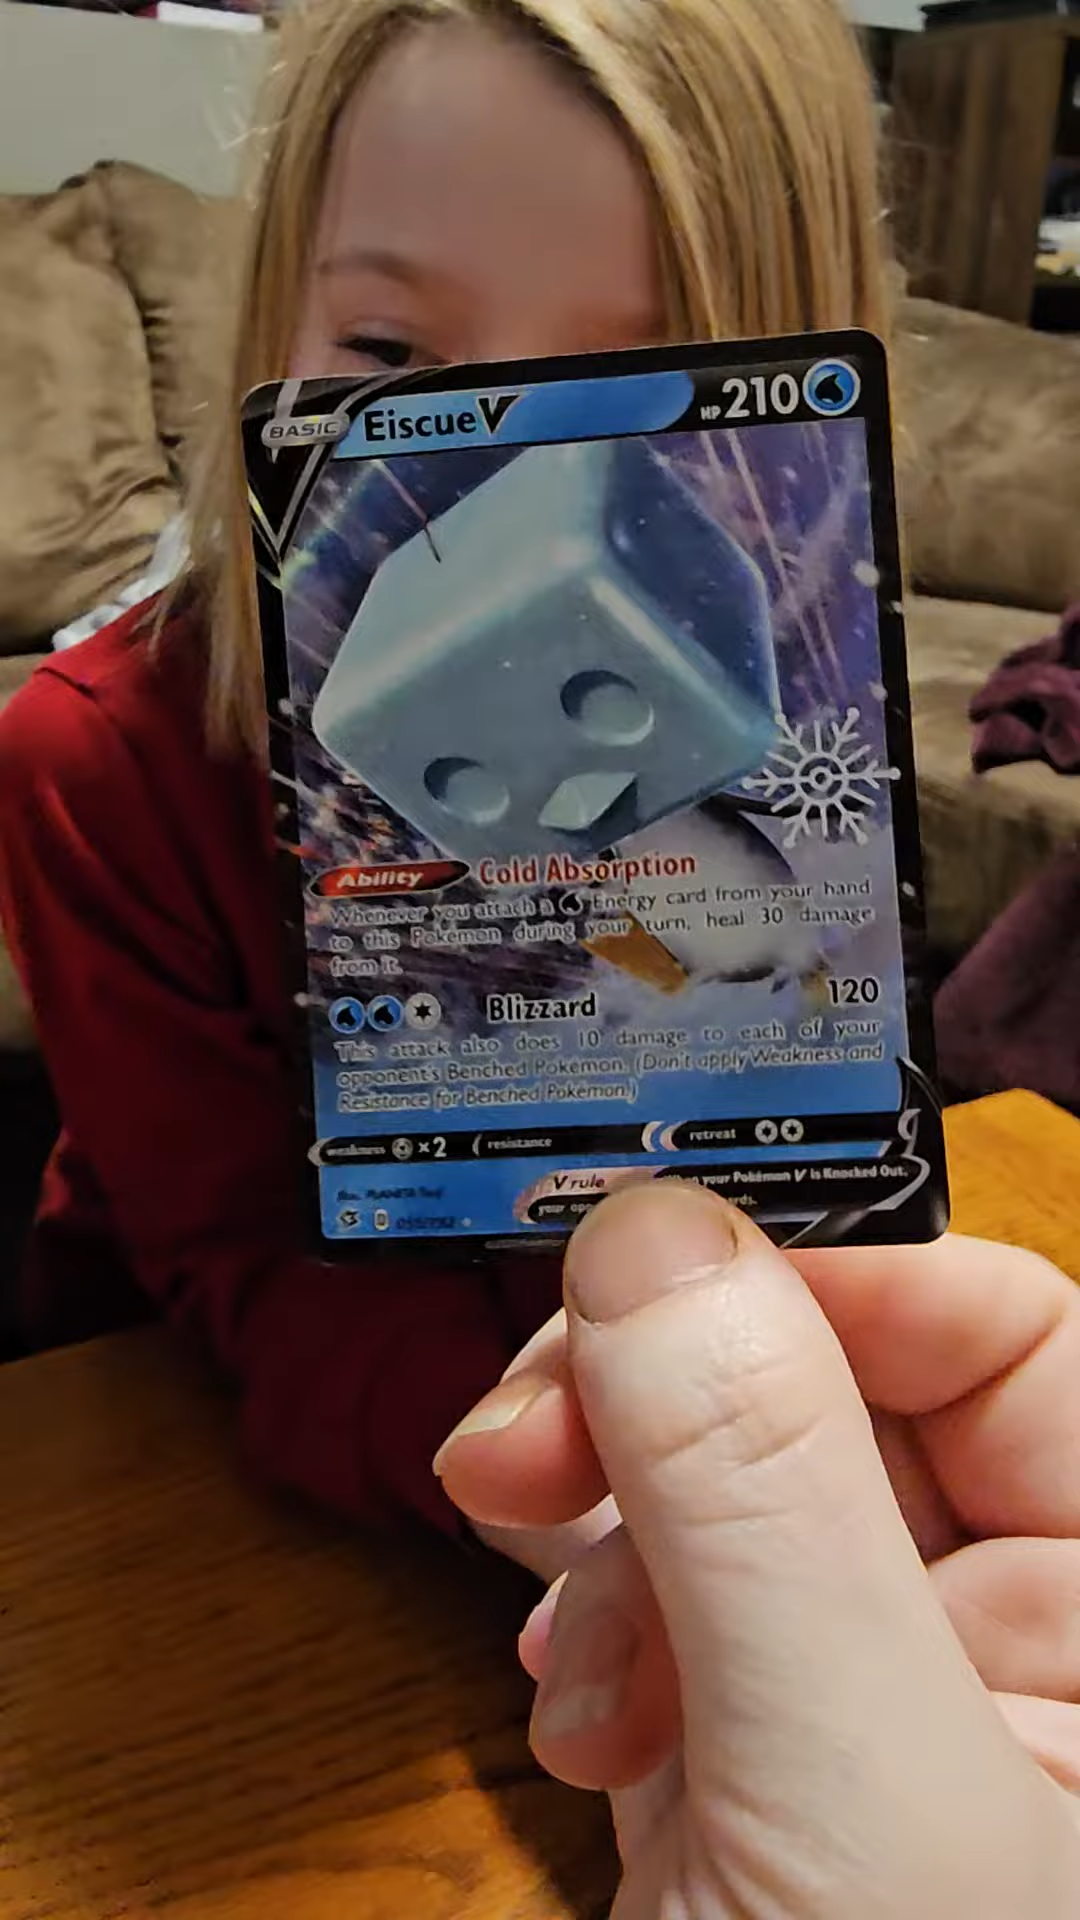 BASIC Eiscue V HP 210
Ability Cold Absorption
Whenever you attach a Energy card from your hand
to this Pokémon during your turn, heal 30 damage
from it.
Blizzard 120
This attack also does 10 damage to each of your
opponent's Benched Pokémon. (Don't apply Weakness and
Resistance for Benched Pokémon.)
weakness ×2 resistance retreat
V rule your Pokémon V is Knocked Out,
Illus. PLANETA
your